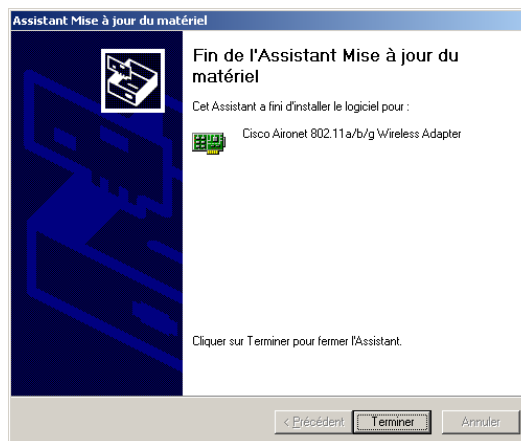 Assistant Mise à jour du matériel
Fin de l'Assistant Mise à jour du
matériel
Cet Assistant a fini d'installer le logiciel pour :
Cisco Aironet 802.11a/b/g Wireless Adapter
Cliquer sur Terminer pour fermer l'Assistant.
< Précédent Terminer Annuler